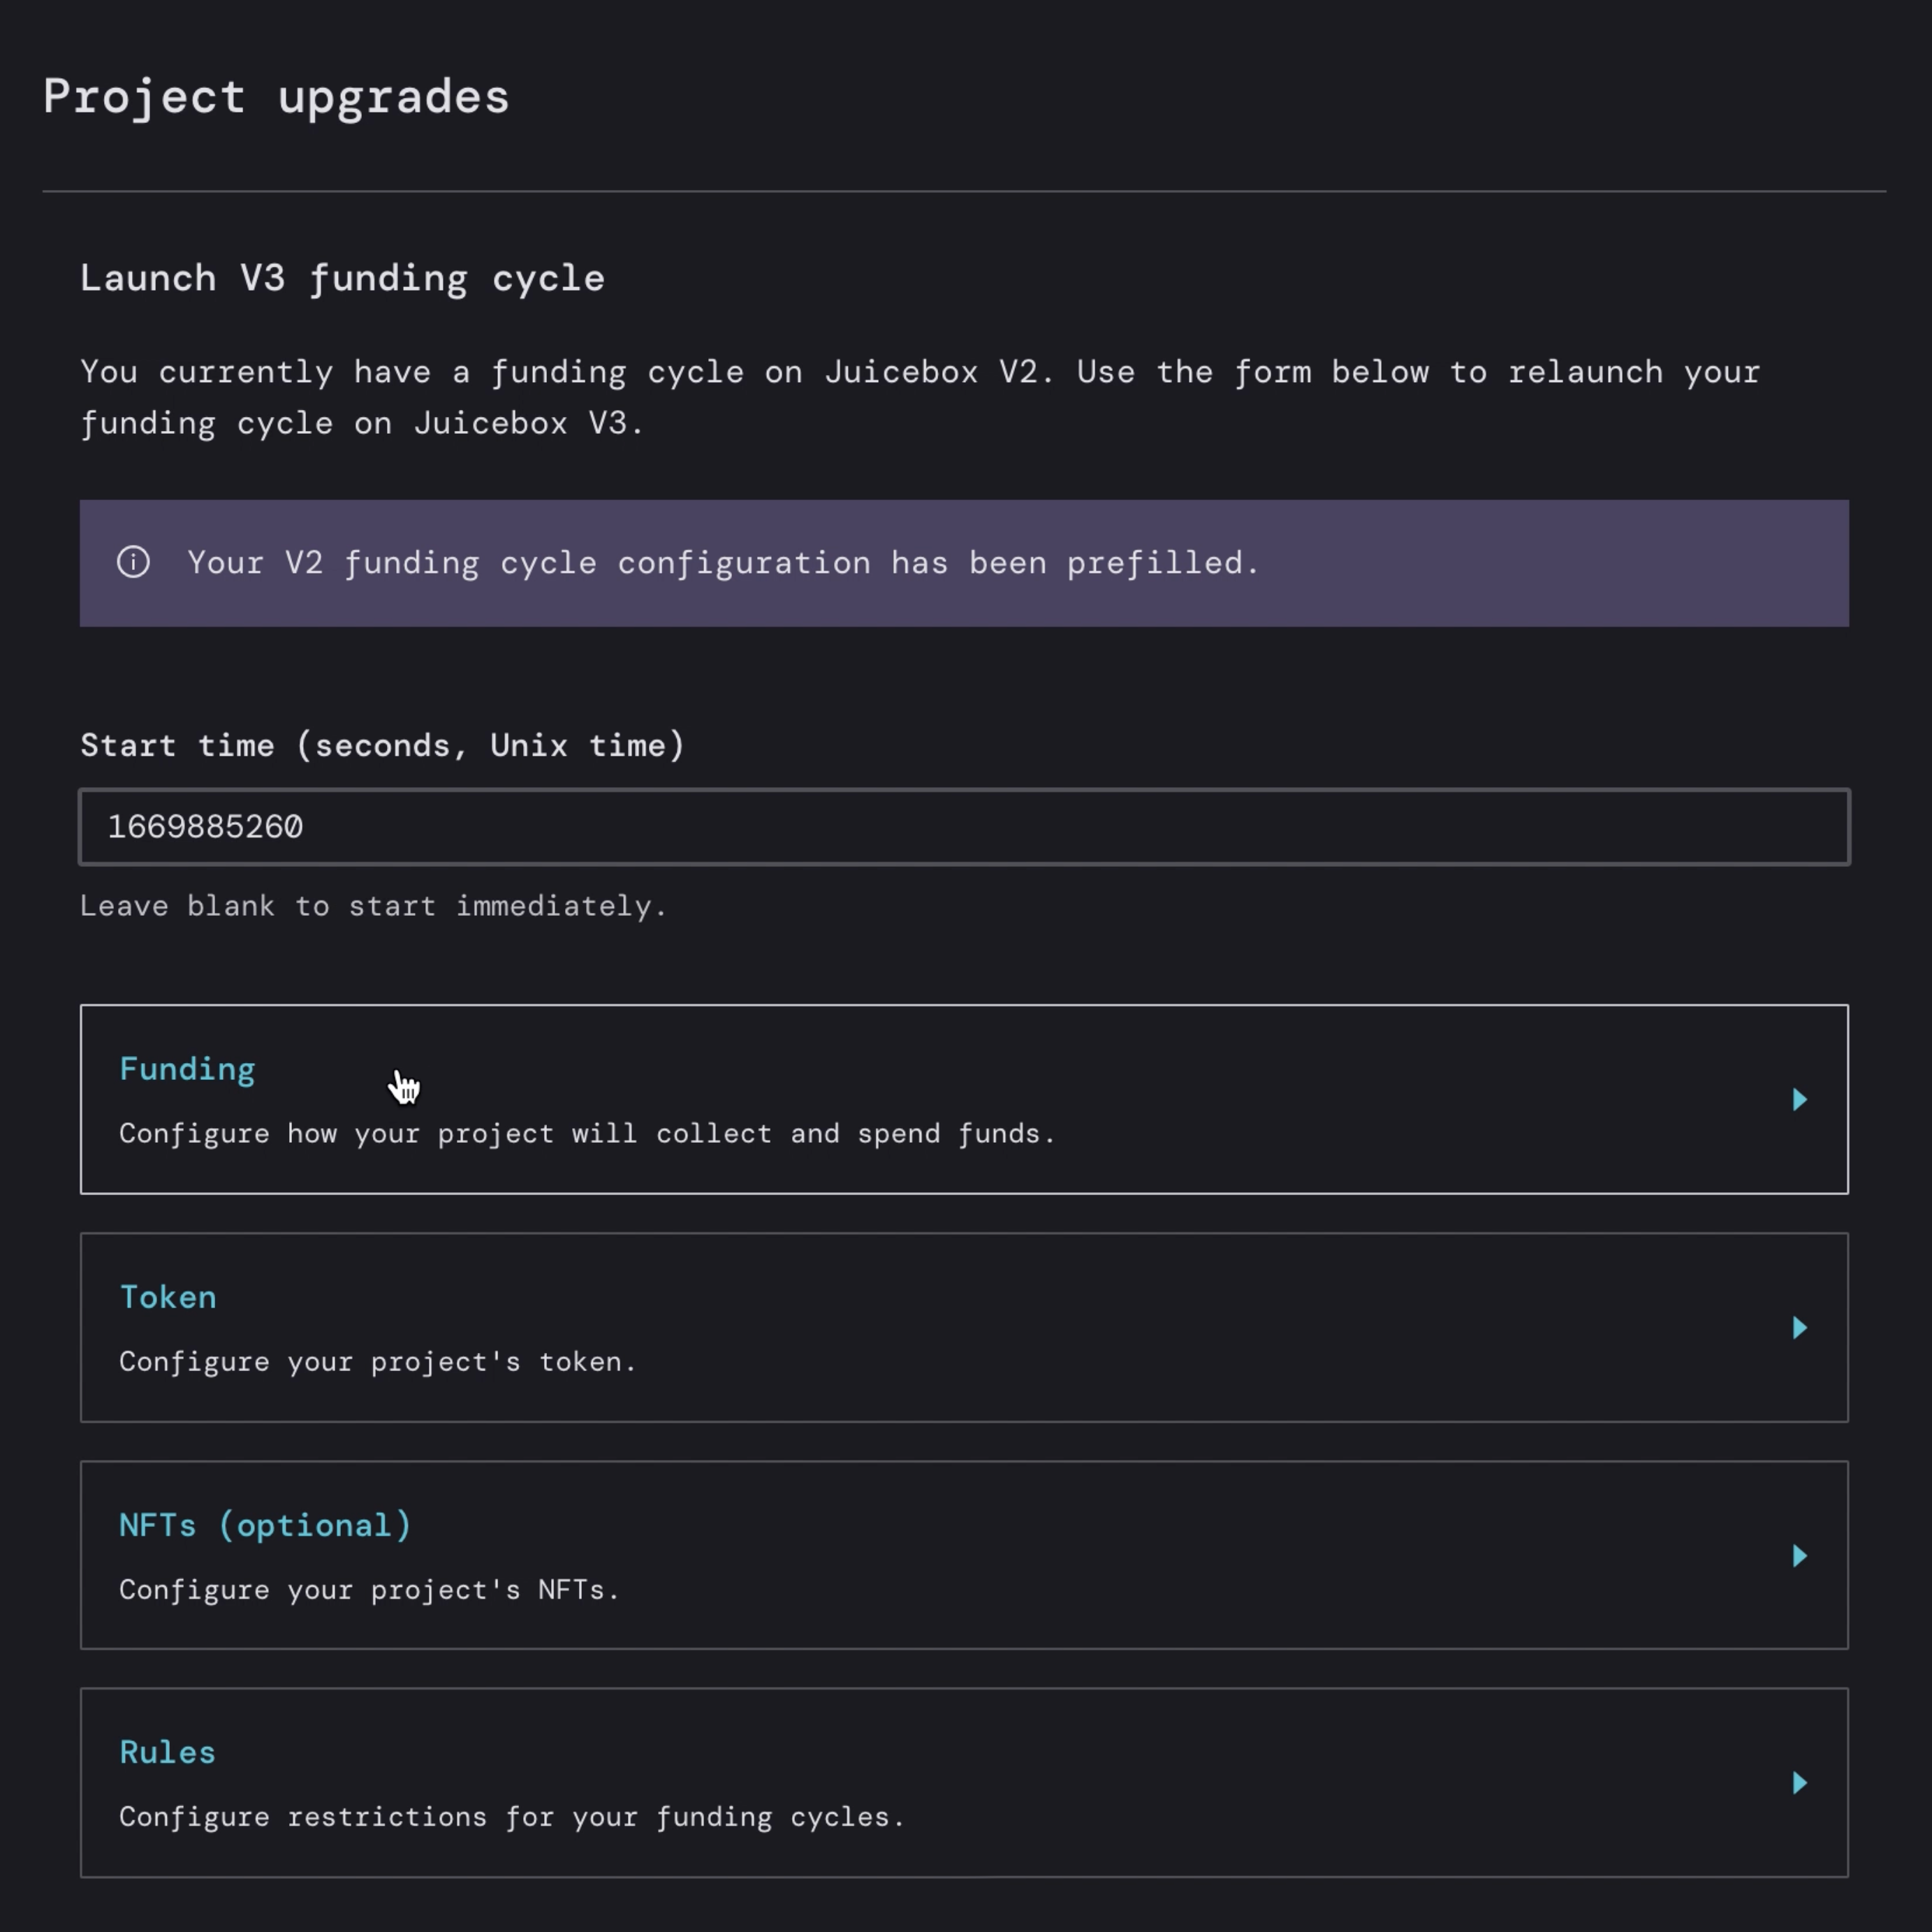 Project upgrades
Launch V3 funding cycle
You currently have a funding cycle on Juicebox V2. Use the form below to relaunch your
funding cycle on Juicebox V3.
Your V2 funding cycle configuration has been prefilled.
Start time (seconds, Unix time)
1669885260
Leave blank to start immediately.
Funding
Configure how your project will collect and spend funds.
Token
Configure your project's token.
NFTs (optional)
Configure your project's NFTs.
Rules
Configure restrictions for your funding cycles.